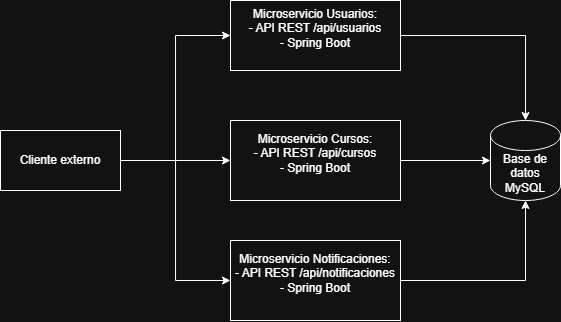 Microservicio Usuarios:
- API REST /api/usuarios
- Spring Boot
Cliente externo
Microservicio Cursos:
- API REST /api/cursos
- Spring Boot
Base de
datos
MySQL
Microservicio Notificaciones:
- API REST /api/notificaciones
- Spring Boot